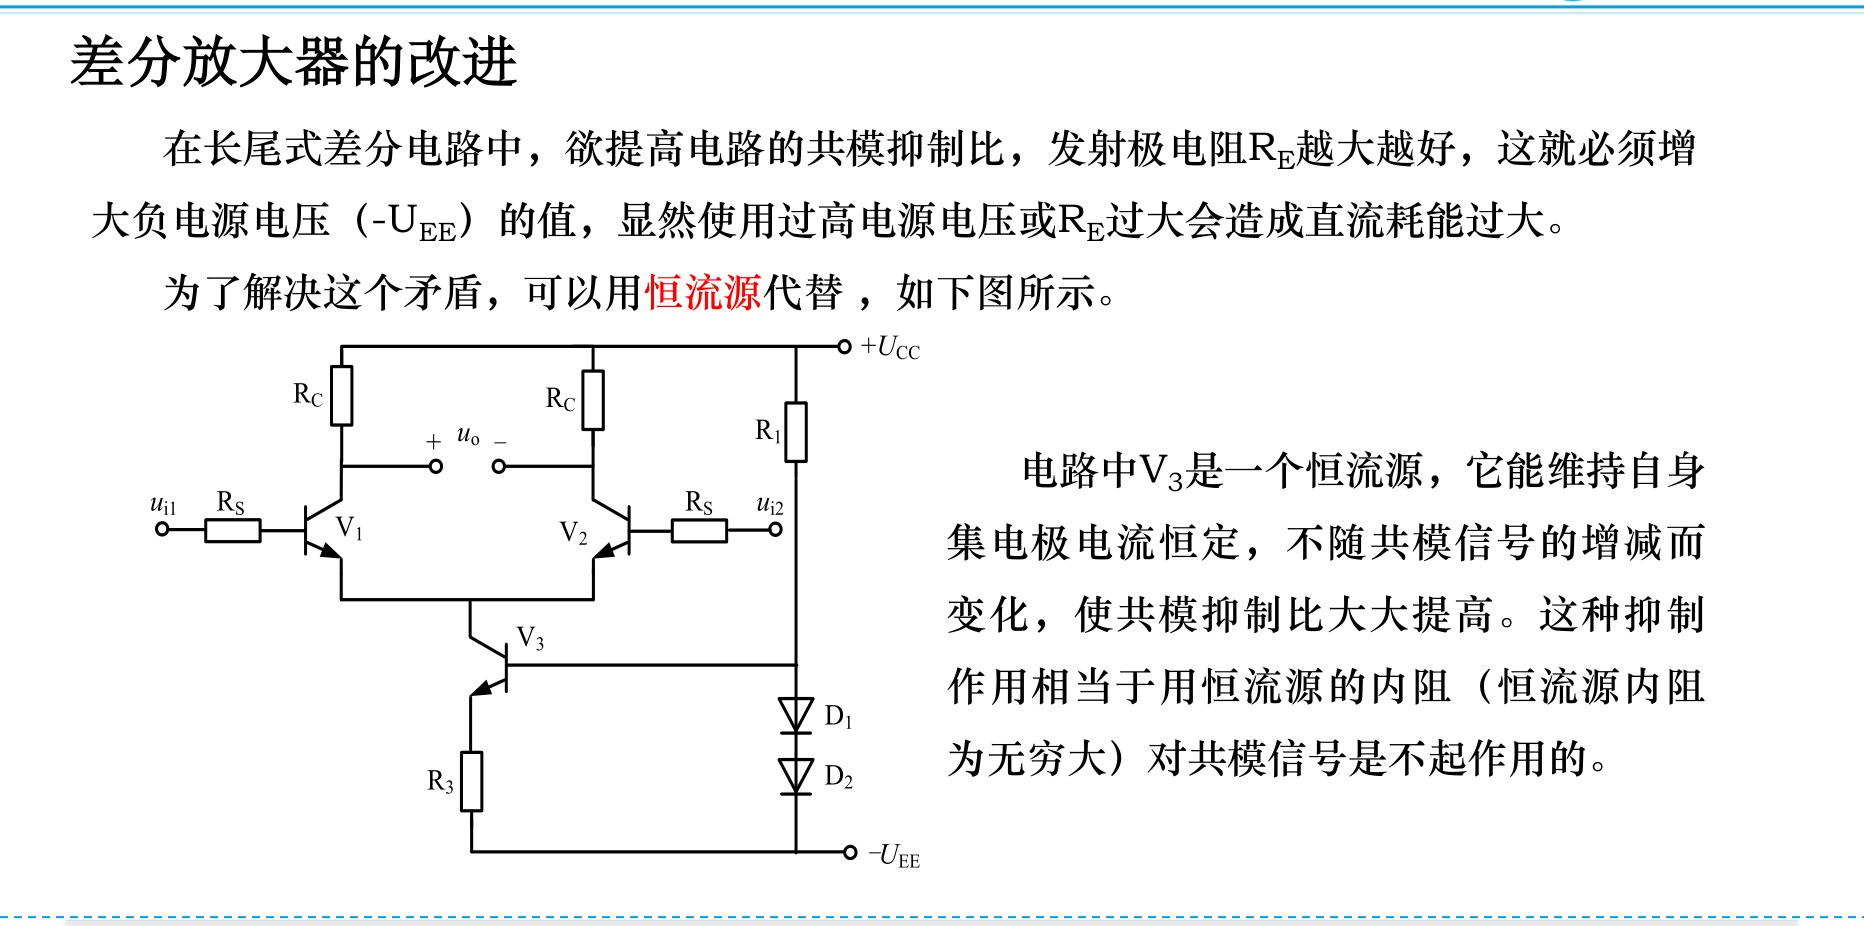 差分放大器的改进
在长尾式差分电路中，欲提高电路的共模抑制比，发射极电阻RE越大越好，这就必须增
大负电源电压（-UEE）的值，显然使用过高电源电压或RE过大会造成直流耗能过大。
为了解决这个矛盾，可以用恒流源代替 ，如下图所示。
+UCC
RC
RC
R1
+ uo −
ui1
RS
V1
V2
RS
ui2
V3
D1
D2
R3
−UEE
电路中V3是一个恒流源，它能维持自身
集电极电流恒定，不随共模信号的增减而
变化，使共模抑制比大大提高。这种抑制
作用相当于用恒流源的内阻（恒流源内阻
为无穷大）对共模信号是不起作用的。